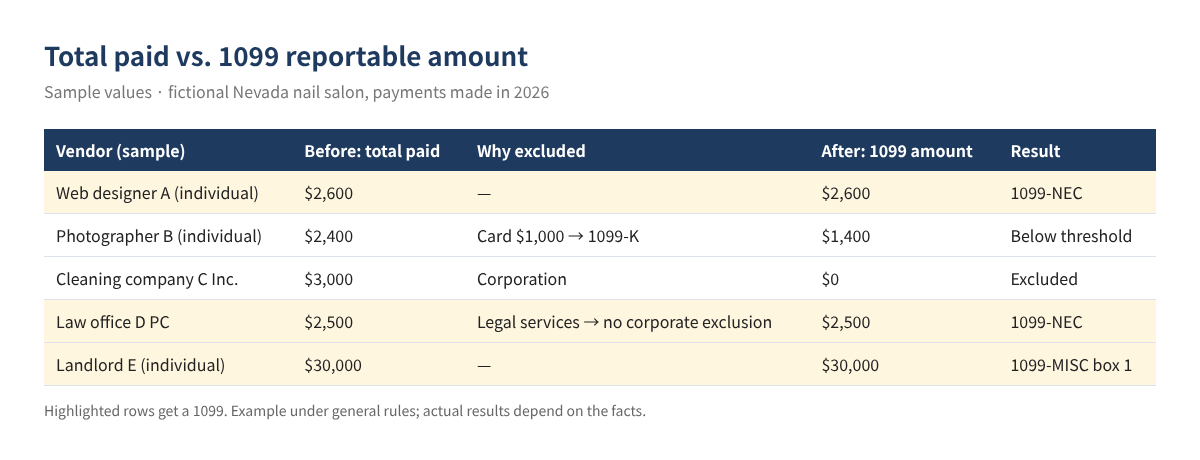 Total paid vs. 1099 reportable amount
Sample values · fictional Nevada nail salon, payments made in 2026
Vendor (sample) Before: total paid Why excluded After: 1099 amount Result
Web designer A (individual) $2,600 — $2,600 1099-NEC
Photographer B (individual) $2,400 Card $1,000 → 1099-K $1,400 Below threshold
Cleaning company C Inc. $3,000 Corporation $0 Excluded
Law office D PC $2,500 Legal services → no corporate exclusion $2,500 1099-NEC
Landlord E (individual) $30,000 — $30,000 1099-MISC box 1
Highlighted rows get a 1099. Example under general rules; actual results depend on the facts.